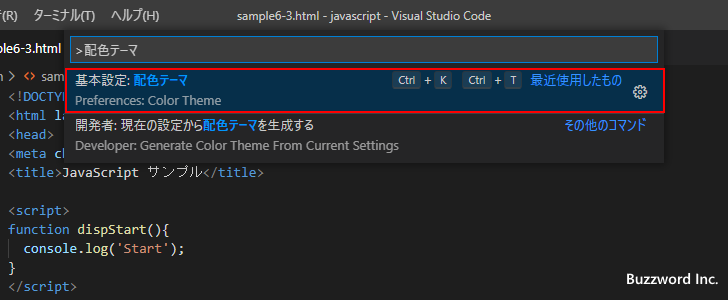 (R) ターミナル(T) ヘルプ(H) sample6-3.html - javascript - Visual Studio Code
ple6-3.html
>配色テーマ
基本設定: 配色テーマ Ctrl + K Ctrl + T 最近使用したもの
Preferences: Color Theme
開発者: 現在の設定から配色テーマを生成する その他のコマンド
Developer: Generate Color Theme From Current Settings
<> sam
<!DOCTY
<html la
<head>
<meta ch
<title>JavaScript サンプル</title>
<script>
function dispStart(){
console.log('Start');
}
</script>
Buzzword Inc.